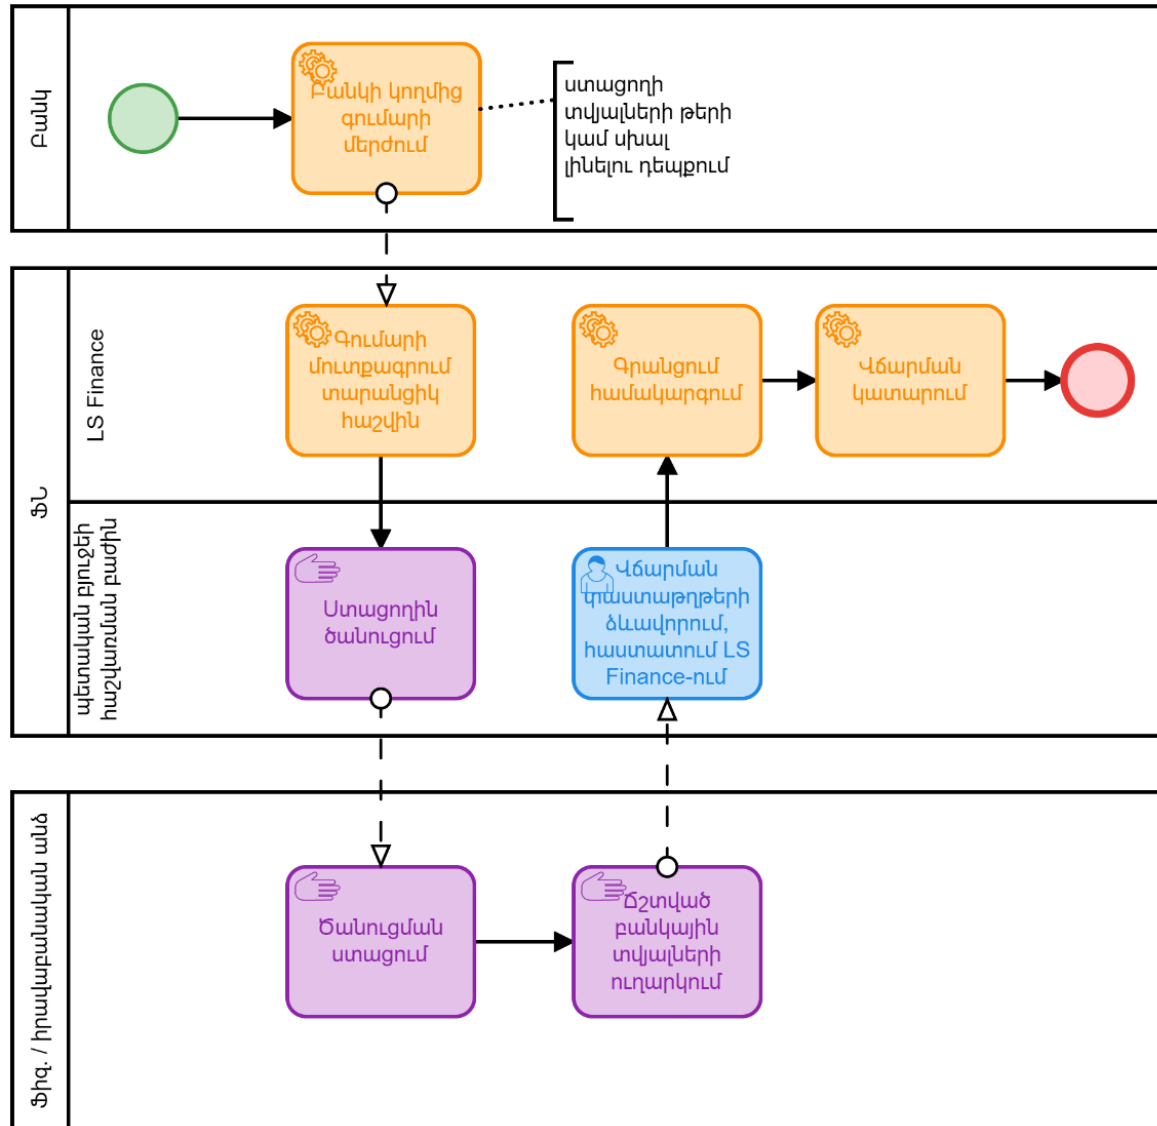 Բանկ
Բանկի կողմից
գումարի
մերժում
ստացողի
տվյալների թերի
կամ սխալ
լինելու դեպքում
ՖՆ
LS Finance
Գումարի
մուտքագրում
տարանցիկ
հաշվին
Գրանցում
համակարգում
Վճարման
կատարում
պետական բյուջեի
հաշվառման բաժին
Ստացողին
ծանուցում
Վճարման
փաստաթղթերի
ձևավորում,
հաստատում LS
Finance-ում
Ֆիզ. / իրավաբանական անձ
Ծանուցման
ստացում
Ճշտված
բանկային
տվյալների
ուղարկում